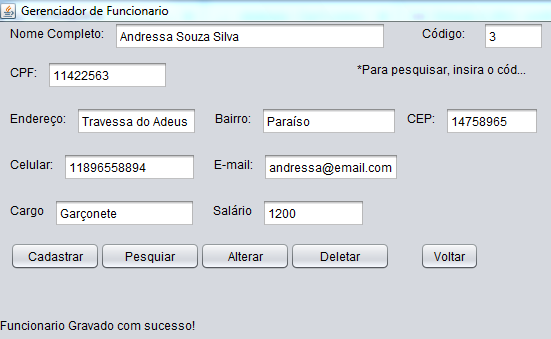 Gerenciador de Funcionario
Nome Completo: Andressa Souza Silva Código: 3
CPF: 11422563 *Para pesquisar, insira o cód...
Endereço: Travessa do Adeus Bairro: Paraíso CEP: 14758965
Celular: 11896558894 E-mail: andressa@email.com
Cargo Garçonete Salário 1200
Cadastrar Pesquisar Alterar Deletar Voltar
Funcionario Gravado com sucesso!